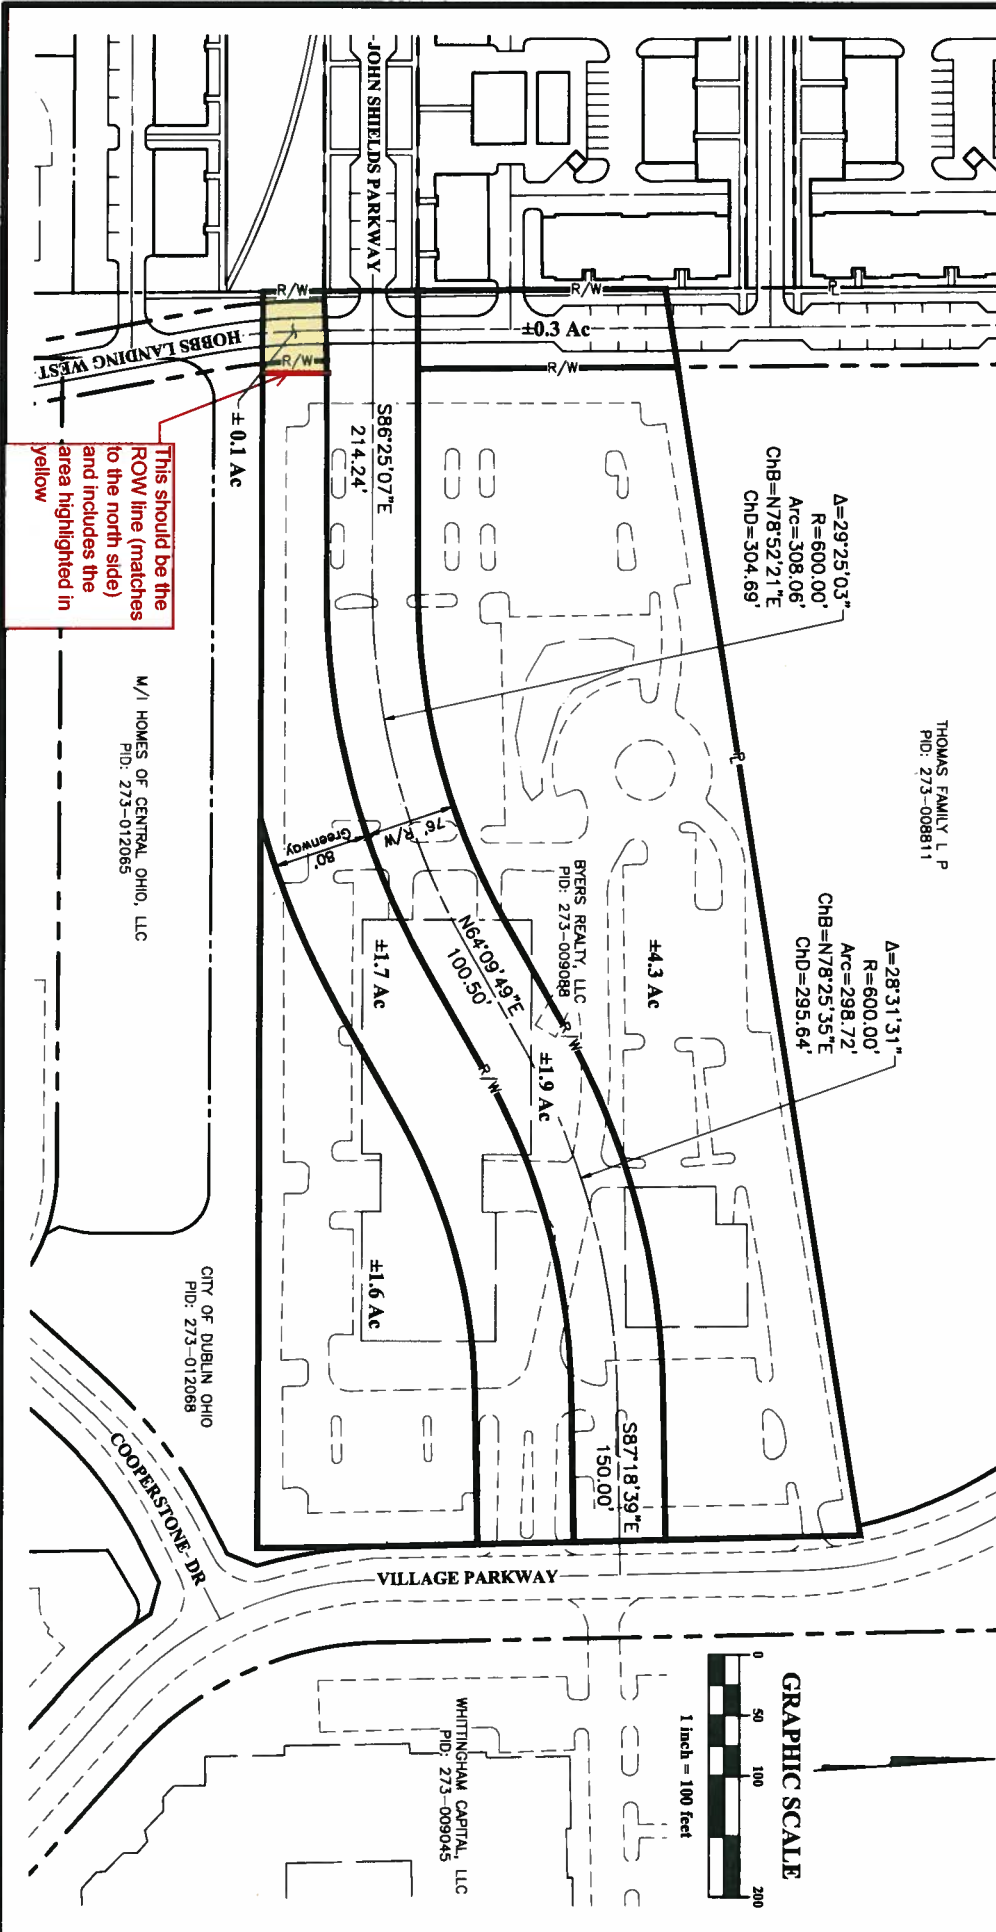 JOHN SHIELDS PARKWAY
R/W
R/W
℄
±0.3 Ac
HOBBS LANDING WEST
R/W
R/W
± 0.1 Ac
This should be the
ROW line (matches
to the north side)
and includes the
area highlighted in
yellow
S86°25'07"E
214.24'
Δ=29°25'03"
R=600.00'
Arc=308.06'
ChB=N78°52'21"E
ChD=304.69'
THOMAS FAMILY L P
PID: 273-008811
M/I HOMES OF CENTRAL OHIO, LLC
PID: 273-012065
76' R/W
80'
Greenway
BYERS REALTY, LLC
PID: 273-009088
Δ=28°31'31"
R=600.00'
Arc=298.72'
ChB=N78°25'35"E
ChD=295.64'
±4.3 Ac
N64°09'49"E
100.50'
±1.7 Ac
R/W
±1.9 Ac
R/W
±1.6 Ac
CITY OF DUBLIN OHIO
PID: 273-012068
S87°18'39"E
150.00'
COOPERSTONE DR
VILLAGE PARKWAY
WHITTINGHAM CAPITAL, LLC
PID: 273-009045
GRAPHIC SCALE
0 50 100 200
1 inch = 100 feet